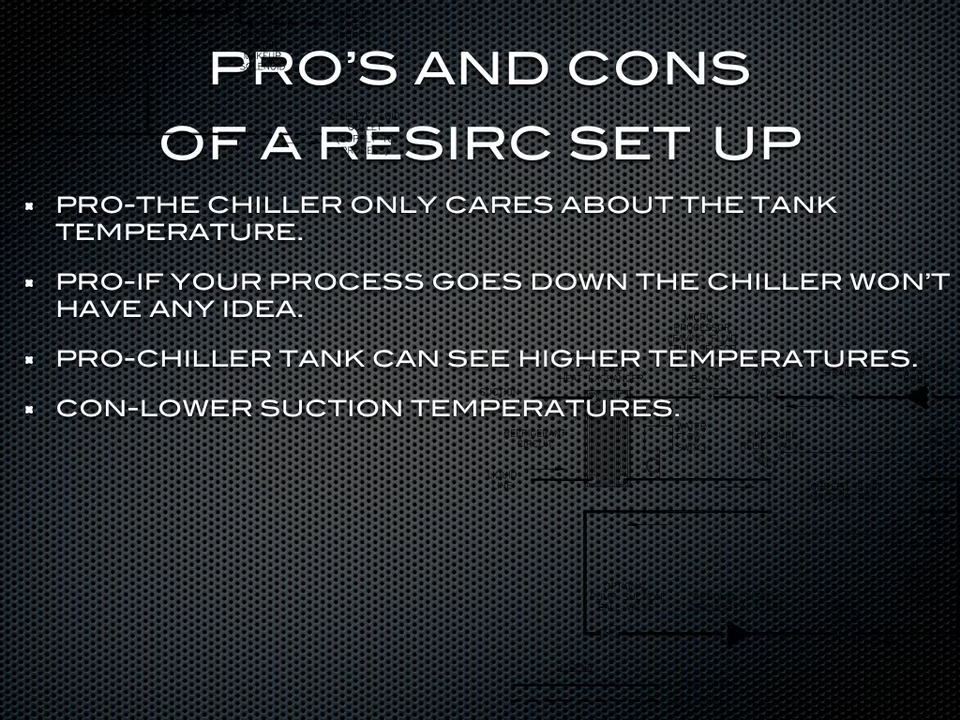 PRO’S AND CONS
OF A RESIRC SET UP
PRO-THE CHILLER ONLY CARES ABOUT THE TANK
TEMPERATURE.
PRO-IF YOUR PROCESS GOES DOWN THE CHILLER WON’T
HAVE ANY IDEA.
PRO-CHILLER TANK CAN SEE HIGHER TEMPERATURES.
CON-LOWER SUCTION TEMPERATURES.